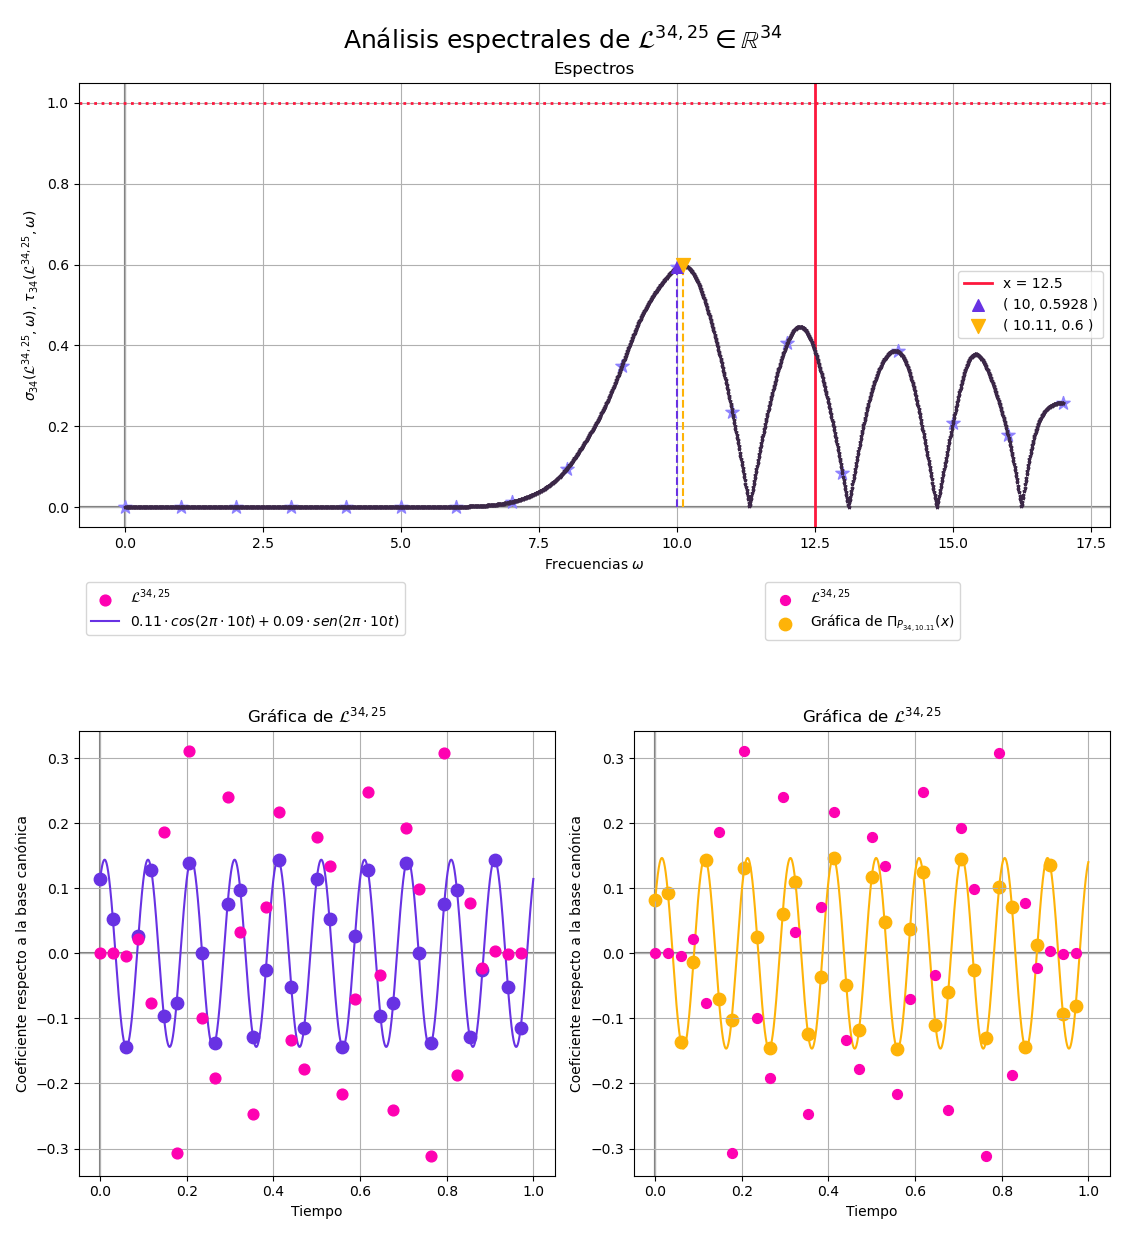 Análisis espectrales de ℒ^{34, 25} ∈ ℝ^{34}
Espectros
1.0
0.8
0.6
0.4
0.2
0.0
σ_{34}(ℒ^{34, 25}, ω), τ_{34}(ℒ^{34, 25}, ω)
x = 12.5
( 10, 0.5928 )
( 10.11, 0.6 )
0.0 2.5 5.0 7.5 10.0 12.5 15.0 17.5
Frecuencias ω
ℒ^{34, 25}
0.11 · cos(2π · 10t) + 0.09 · sen(2π · 10t)
ℒ^{34, 25}
Gráfica de Π_{P_{34, 10.11}}(x)
Gráfica de ℒ^{34, 25}
0.3
0.2
0.1
0.0
−0.1
−0.2
−0.3
Coeficiente respecto a la base canónica
0.0 0.2 0.4 0.6 0.8 1.0
Tiempo
Gráfica de ℒ^{34, 25}
0.3
0.2
0.1
0.0
−0.1
−0.2
−0.3
Coeficiente respecto a la base canónica
0.0 0.2 0.4 0.6 0.8 1.0
Tiempo